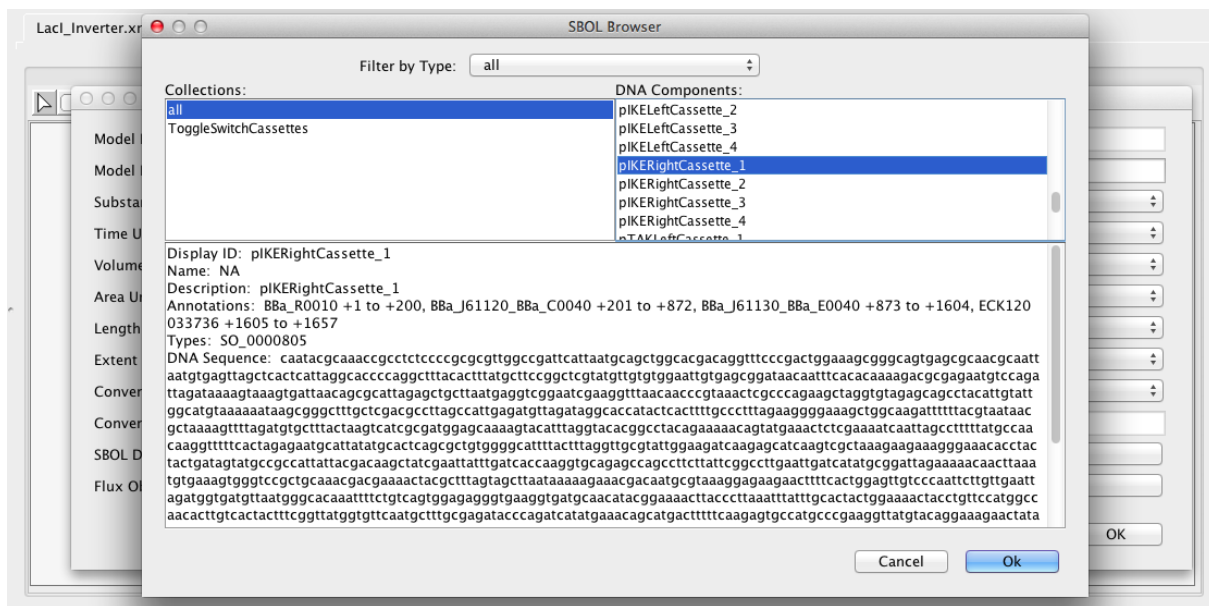 LacI_Inverter.xr
SBOL Browser
Filter by Type: all
Collections:
all
ToggleSwitchCassettes
DNA Components:
pIKELeftCassette_2
pIKELeftCassette_3
pIKELeftCassette_4
pIKERightCassette_1
pIKERightCassette_2
pIKERightCassette_3
pIKERightCassette_4
pTAKLeftCassette_1
Model
Model
Substa
Time U
Volume
Area U
Length
Extent
Conver
Conver
SBOL D
Flux O
Display ID: pIKERightCassette_1
Name: NA
Description: pIKERightCassette_1
Annotations: BBa_R0010 +1 to +200, BBa_J61120_BBa_C0040 +201 to +872, BBa_J61130_BBa_E0040 +873 to +1604, ECK120
033736 +1605 to +1657
Types: SO_0000805
DNA Sequence: caatacgcaaaccgcctctccccgcgcgttggccgattcattaatgcagctggcacgacaggtttcccgactggaaagcgggcagtgagcgcaacgcaatt
aatgtgagttagctcactcattaggcaccccaggctttacactttatgcttccggctcgtatgttgtgtggaattgtgagcggataacaatttcacacaaaagacgcgagaatgtccaga
ttagataaaagtaaagtgattaacagcgcattagagctgcttaatgaggtcggaatcgaaggtttaacaacccgtaaactcgcccagaagctaggtgtagagcagcctacattgtatt
ggcatgtaaaaaataagcgggctttgctcgacgccttagccattgagatgttagataggcaccatactcacttttgccctttagaaggggaaagctggcaagattttttacgtaataac
gctaaaagttttagatgtgctttactaagtcatcgcgatggagcaaaagtacatttaggtacacggcctacagaaaaacagtatgaaactctcgaaaatcaattagcctttttatgccaa
caaggtttttcactagagaatgcattatatgcactcagcgctgtggggcattttactttaggttgcgtattggaagatcaagagcatcaagtcgctaaagaagaaagggaaacacctac
tactgatagtatgccgccattattacgacaagctatcgaattatttgatcaccaaggtgcagagccagccttcttattcggccttgaattgatcatatgcggattagaaaaacaacttaaa
tgtgaaagtgggtccgctgcaaacgacgaaaactacgctttagtagcttaataaaaagaaacgacaatgcgtaaaggagaagaacttttcactggagttgtcccaattcttgttgaatt
agatggtgatgttaatgggcacaaattttctgtcagtggagagggtgaaggtgatgcaacatacggaaaacttacccttaaatttatttgcactactggaaaactacctgttccatggcc
aacacttgtcactactttcggttatggtgttcaatgctttgcgagatacccagatcatatgaaacagcatgactttttcaagagtgccatgcccgaaggttatgtacaggaaagaactata
OK
Cancel
Ok